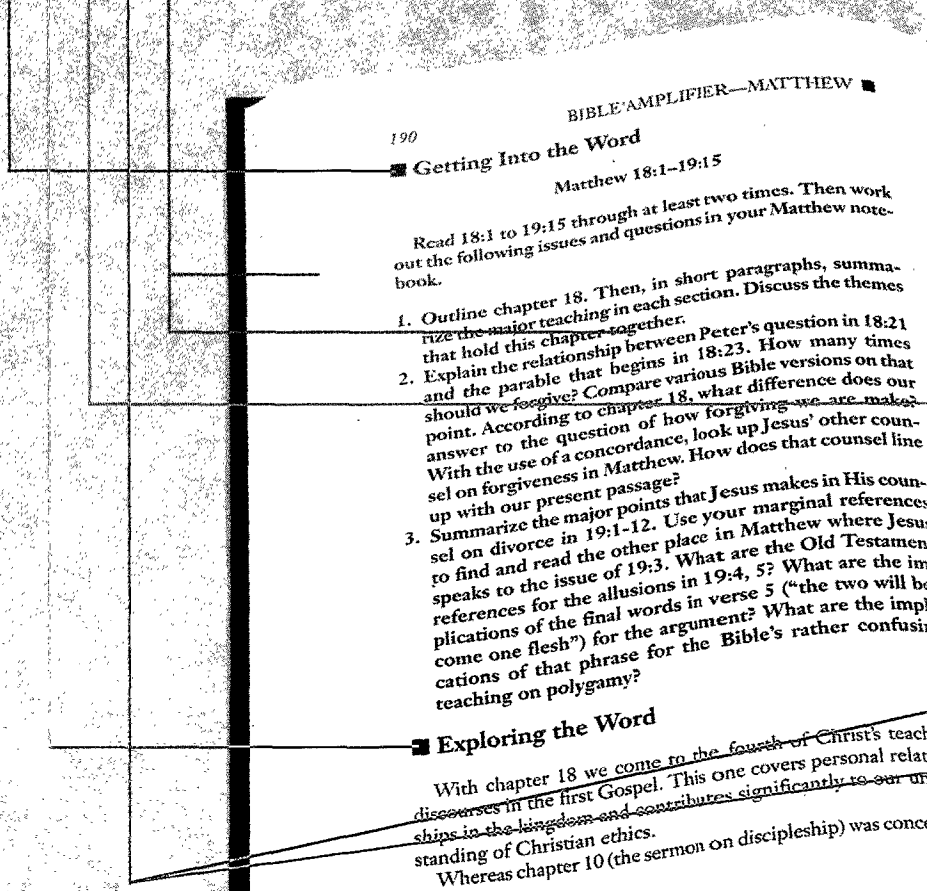 BIBLE AMPLIFIER—MATTHEW
190
Getting Into the Word
Matthew 18:1–19:15
Read 18:1 to 19:15 through at least two times. Then work
out the following issues and questions in your Matthew note-
book.
1. Outline chapter 18. Then, in short paragraphs, summa-
rize the major teaching in each section. Discuss the themes
that hold this chapter together.
2. Explain the relationship between Peter's question in 18:21
and the parable that begins in 18:23. How many times
should we forgive? Compare various Bible versions on that
point. According to chapter 18, what difference does our
answer to the question of how forgiving we are make?
With the use of a concordance, look up Jesus' other coun-
sel on forgiveness in Matthew. How does that counsel line
up with our present passage?
3. Summarize the major points that Jesus makes in His coun-
sel on divorce in 19:1-12. Use your marginal references
to find and read the other place in Matthew where Jesus
speaks to the issue of 19:3. What are the Old Testamen
references for the allusions in 19:4, 5? What are the im
plications of the final words in verse 5 ("the two will be
come one flesh") for the argument? What are the impl
cations of that phrase for the Bible's rather confusi
teaching on polygamy?
Exploring the Word
With chapter 18 we come to the fourth of Christ's teach
discourses in the first Gospel. This one covers personal relat
ships in the kingdom and contributes significantly to our un
standing of Christian ethics.
Whereas chapter 10 (the sermon on discipleship) was conce